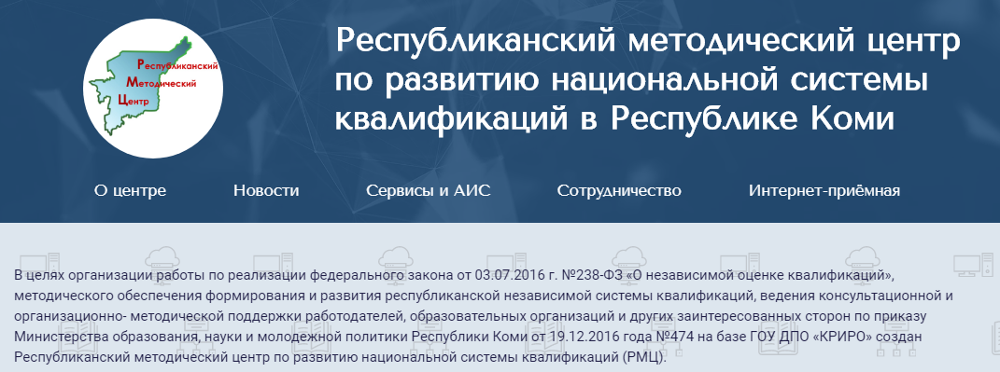 Республиканский
Методический
Центр
Республиканский методический центр
по развитию национальной системы
квалификаций в Республике Коми
О центре Новости Сервисы и АИС Сотрудничество Интернет-приёмная
В целях организации работы по реализации федерального закона от 03.07.2016 г. №238-ФЗ «О независимой оценке квалификаций»,
методического обеспечения формирования и развития республиканской независимой системы квалификаций, ведения консультационной и
организационно- методической поддержки работодателей, образовательных организаций и других заинтересованных сторон по приказу
Министерства образования, науки и молодежной политики Республики Коми от 19.12.2016 года №474 на базе ГОУ ДПО «КРИРО» создан
Республиканский методический центр по развитию национальной системы квалификаций (РМЦ).